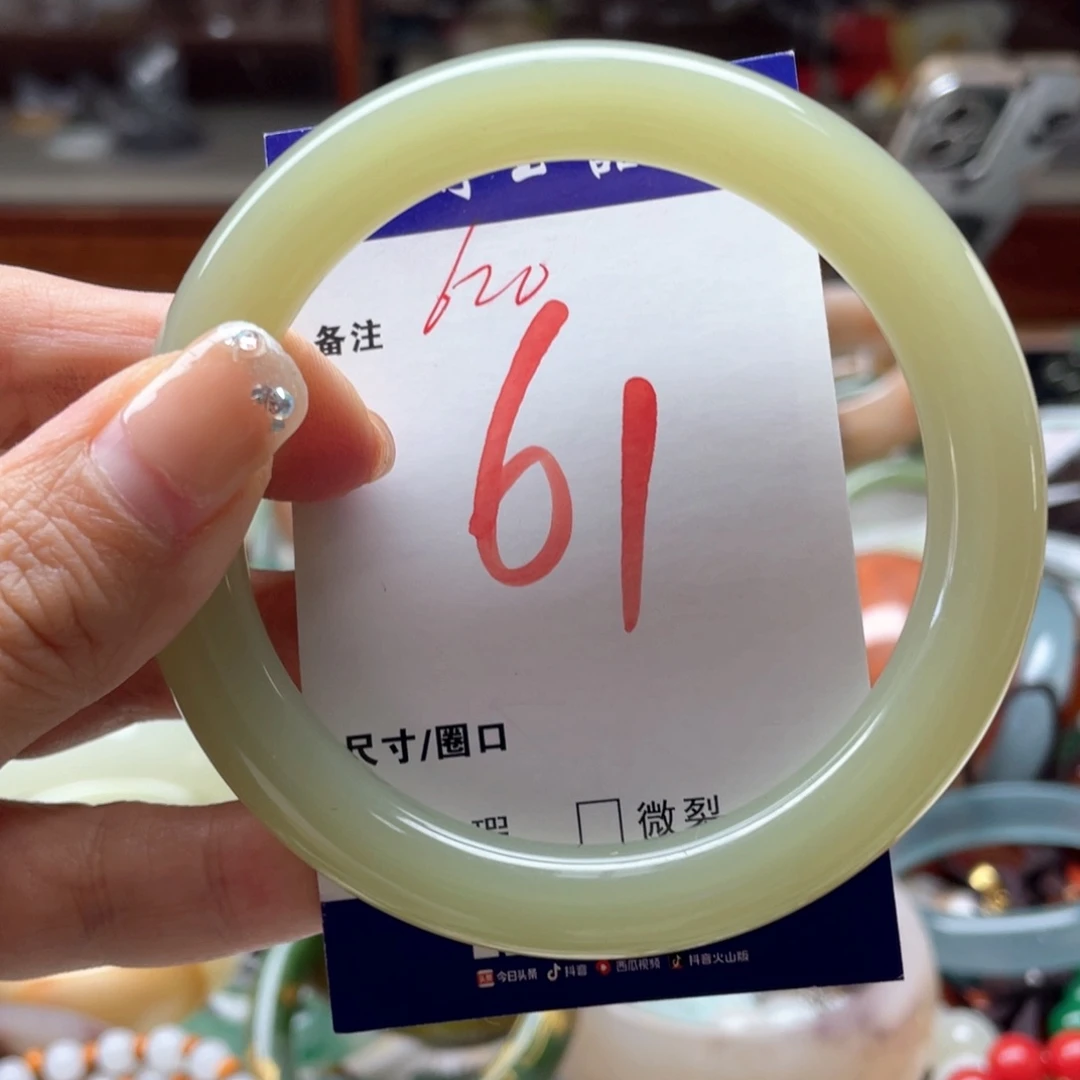 620
备注
61
尺寸/圈口
微裂
今日头条 抖音 西瓜视频 抖音火山版